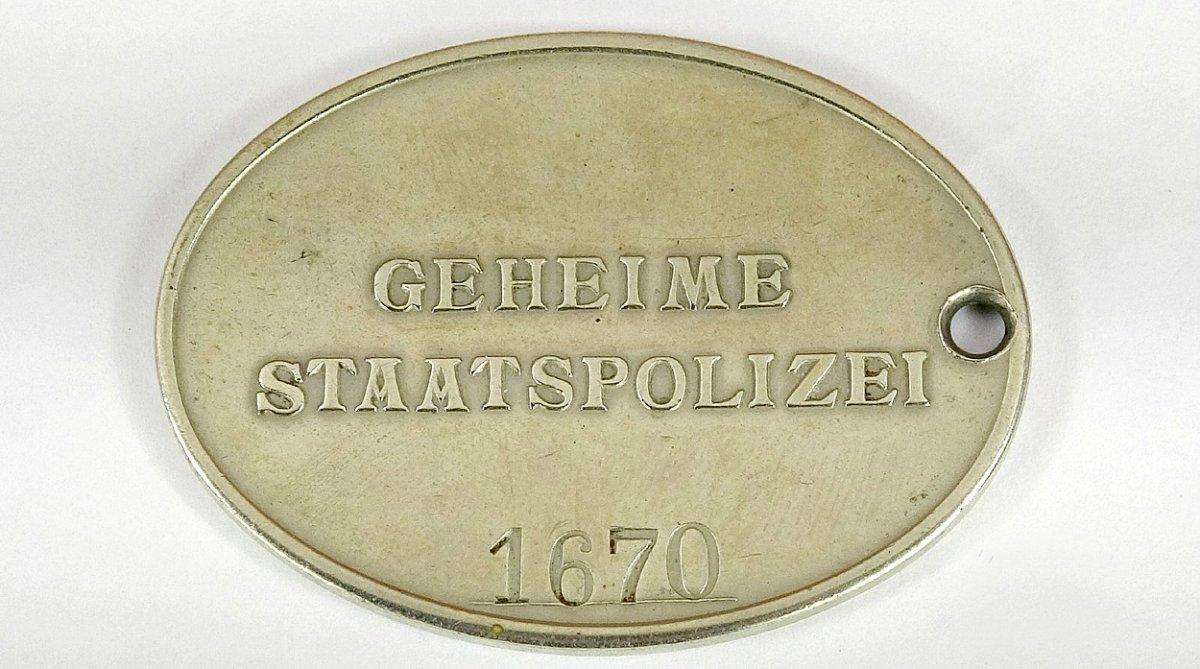 GEHEIME
STAATSPOLIZEI
1670